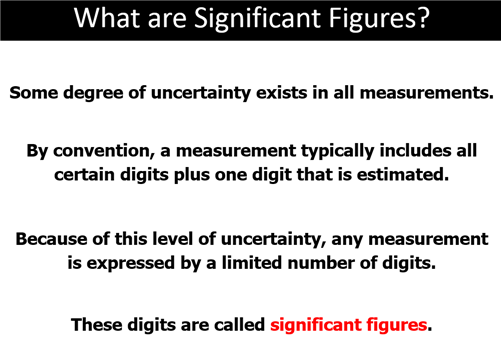 What are Significant Figures?
Some degree of uncertainty exists in all measurements.
By convention, a measurement typically includes all
certain digits plus one digit that is estimated.
Because of this level of uncertainty, any measurement
is expressed by a limited number of digits.
These digits are called significant figures.